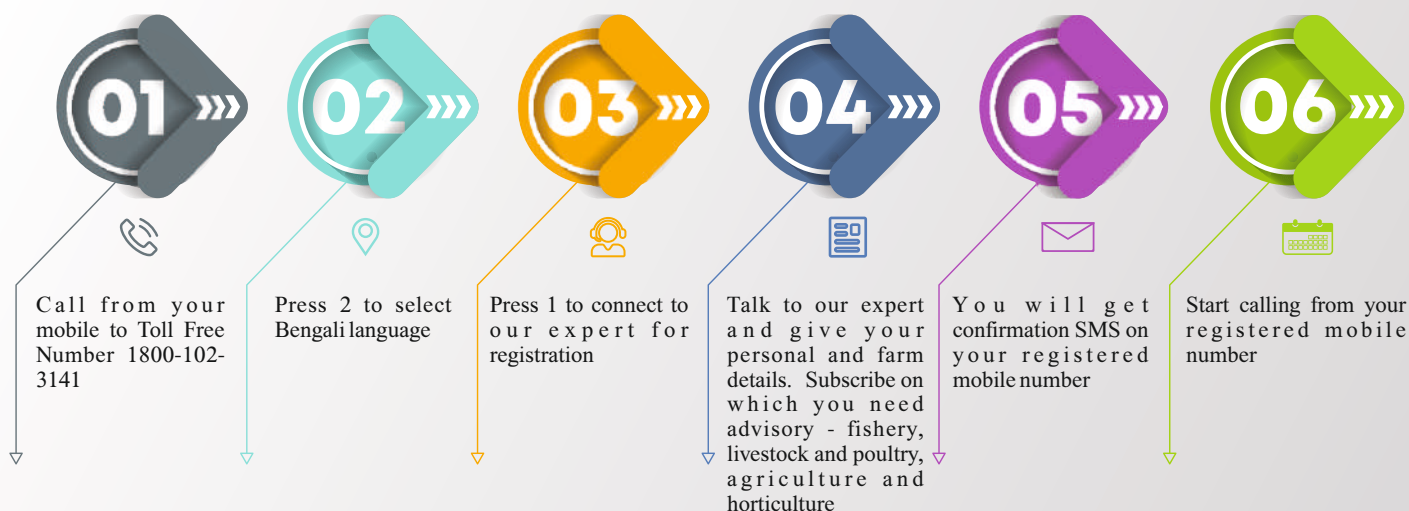 01
Call from your
mobile to Toll Free
Number 1800-102-
3141
02
Press 2 to select
Bengali language
03
Press 1 to connect to
our expert for
registration
04
Talk to our expert
and give your
personal and farm
details. Subscribe on
which you need
advisory - fishery,
livestock and poultry,
agriculture and
horticulture
05
You will get
confirmation SMS on
your registered
mobile number
06
Start calling from your
registered mobile
number